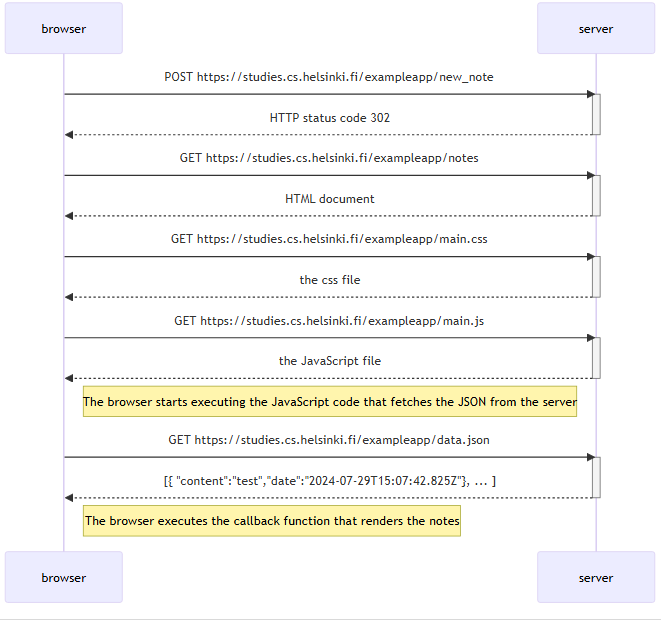 browser
server
POST https://studies.cs.helsinki.fi/exampleapp/new_note
HTTP status code 302
GET https://studies.cs.helsinki.fi/exampleapp/notes
HTML document
GET https://studies.cs.helsinki.fi/exampleapp/main.css
the css file
GET https://studies.cs.helsinki.fi/exampleapp/main.js
the JavaScript file
The browser starts executing the JavaScript code that fetches the JSON from the server
GET https://studies.cs.helsinki.fi/exampleapp/data.json
[{ "content":"test","date":"2024-07-29T15:07:42.825Z"}, ... ]
The browser executes the callback function that renders the notes
browser
server